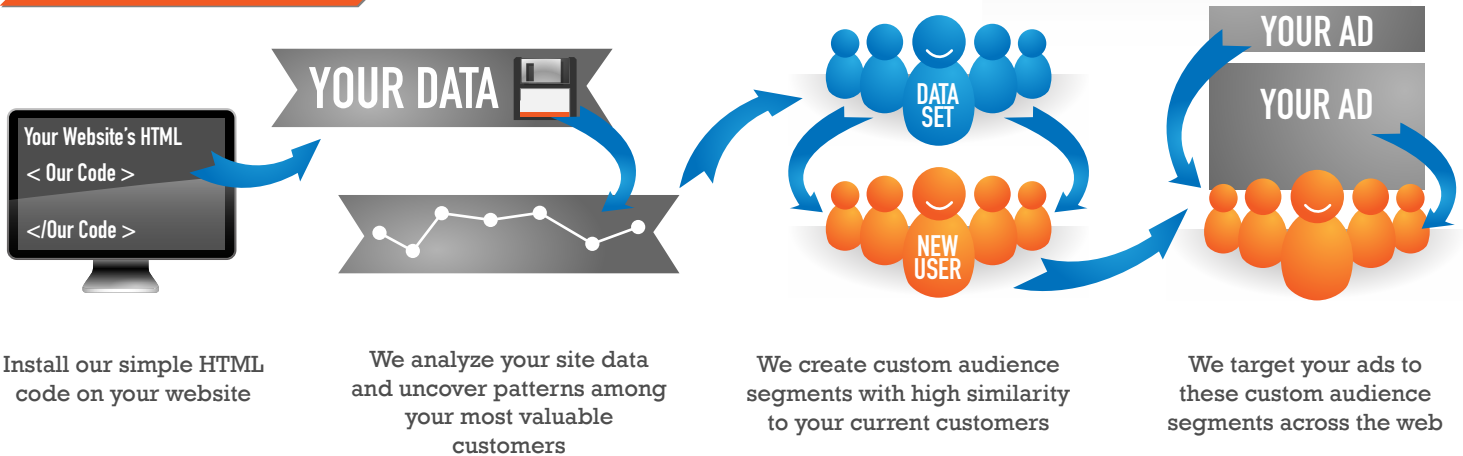 Your Website's HTML
< Our Code >
</Our Code >
YOUR DATA
DATA
SET
NEW
USER
YOUR AD
YOUR AD
Install our simple HTML
code on your website
We analyze your site data
and uncover patterns among
your most valuable
customers
We create custom audience
segments with high similarity
to your current customers
We target your ads to
these custom audience
segments across the web